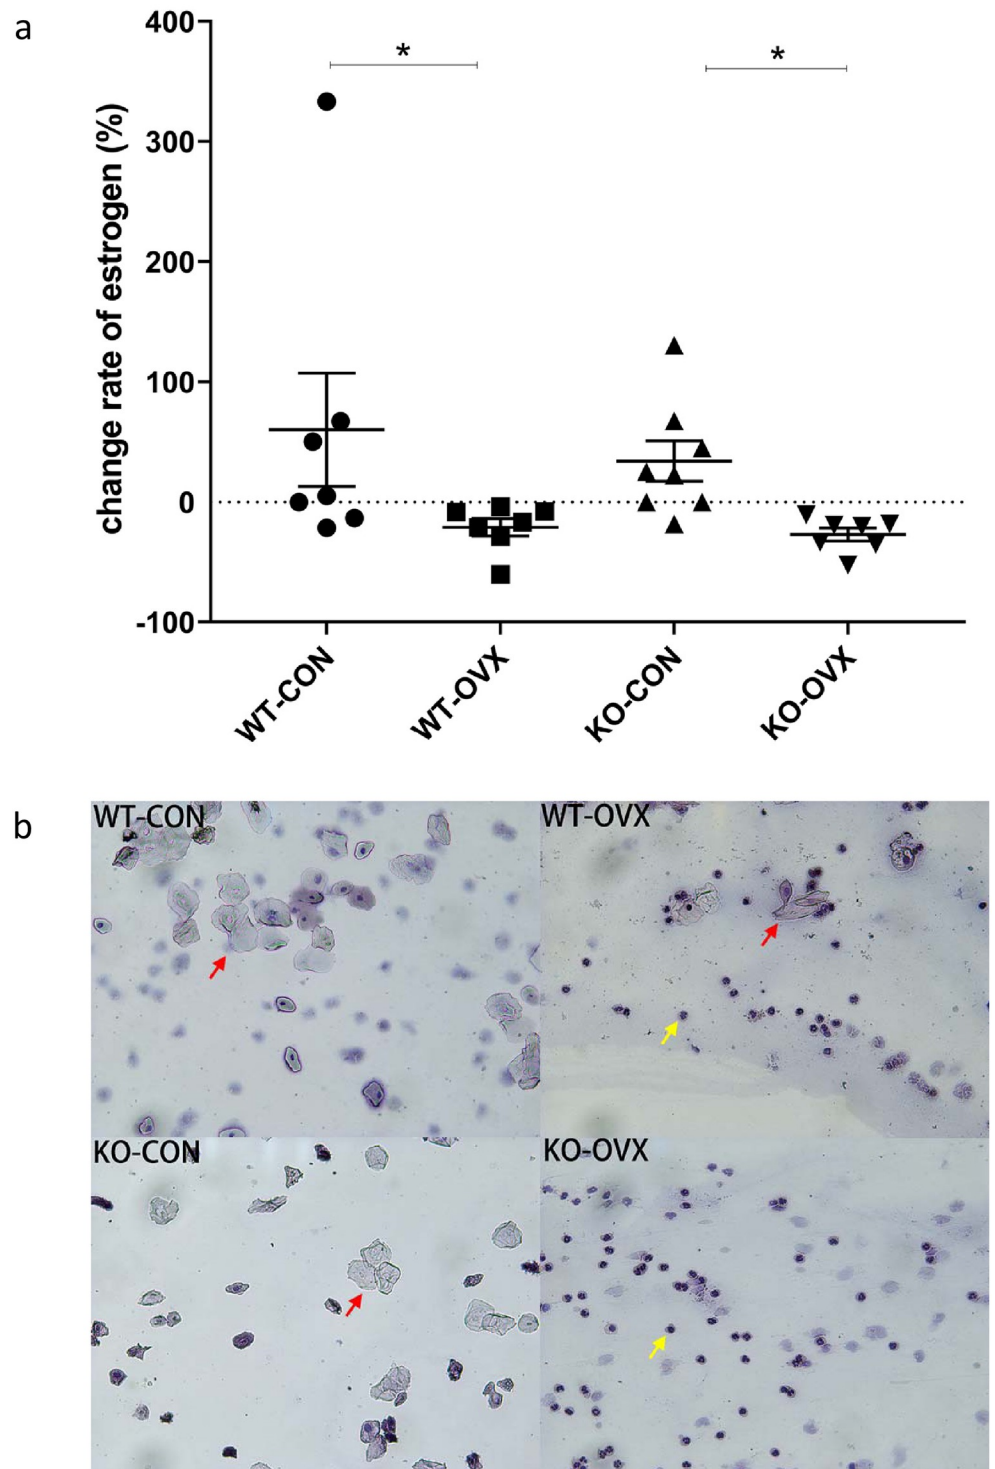 a
400
300
200
100
0
-100
change rate of estrogen (%)
*
*
WT-CON
WT-OVX
KO-CON
KO-OVX
b
WT-CON
WT-OVX
KO-CON
KO-OVX